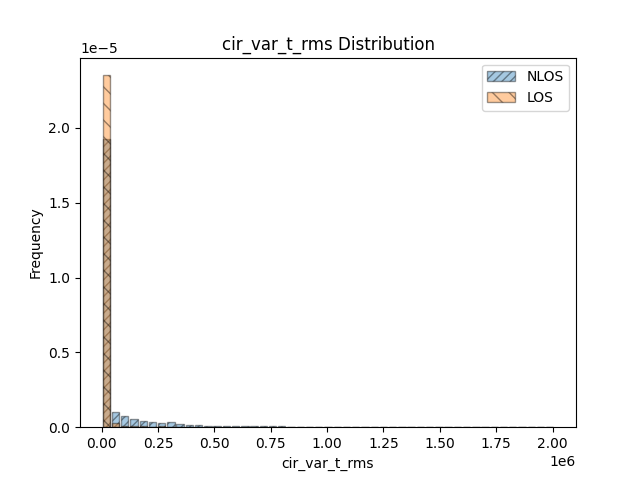 cir_var_t_rms Distribution
1e−5
NLOS
LOS
2.0
1.5
1.0
0.5
0.0
Frequency
0.00 0.25 0.50 0.75 1.00 1.25 1.50 1.75 2.00
1e6
cir_var_t_rms